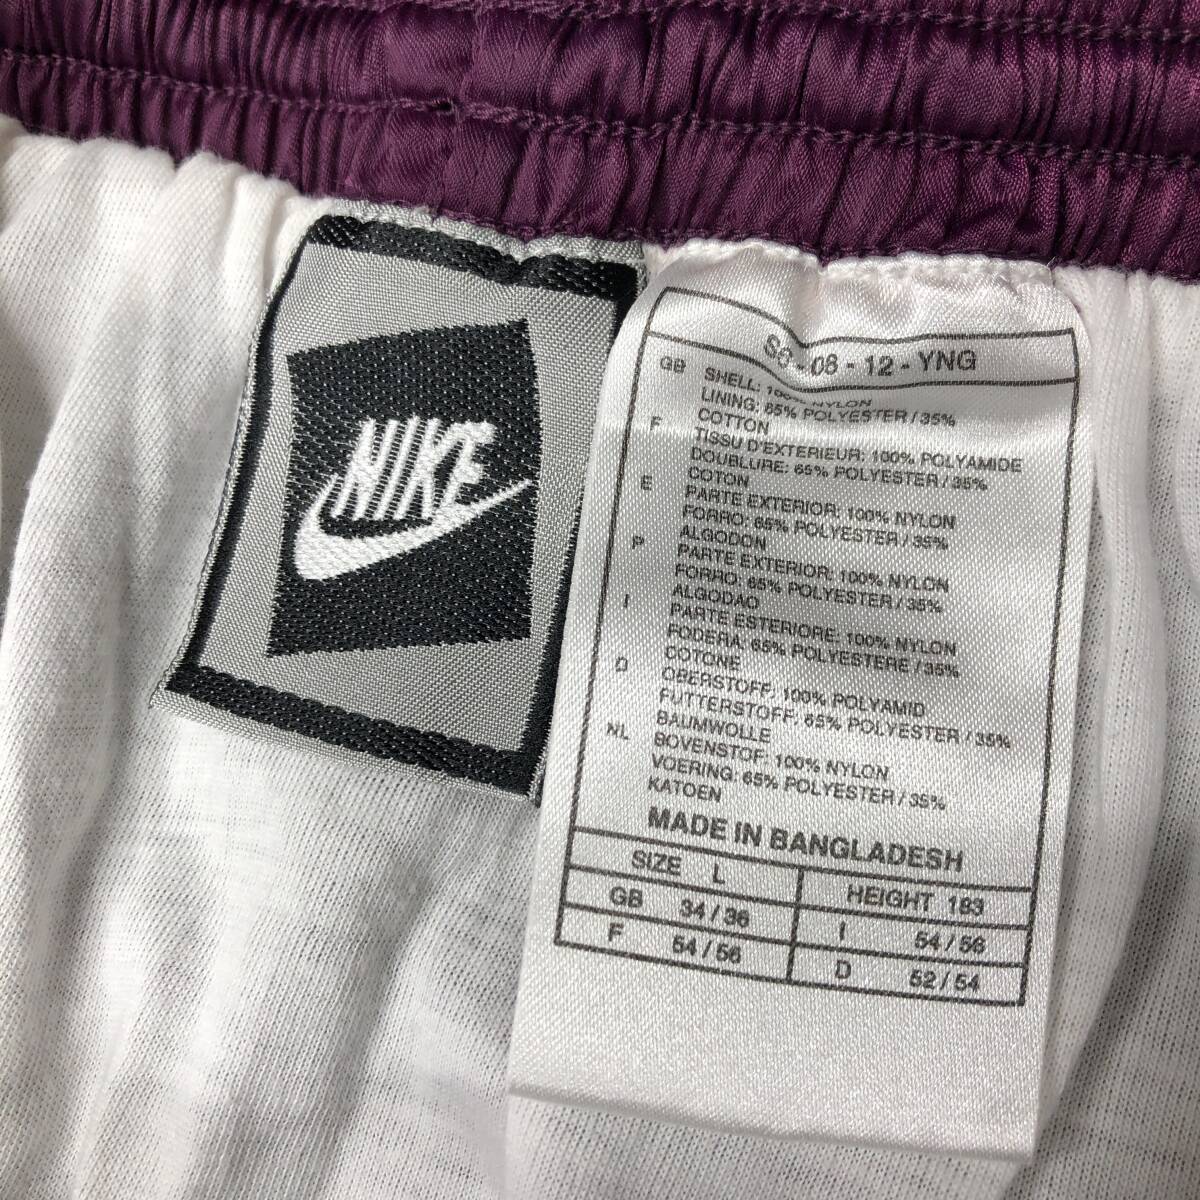 NIKE
S6 - 08 - 12 - YNG
GB SHELL: 100% NYLON
LINING: 65% POLYESTER / 35%
COTTON
F TISSU D'EXTERIEUR: 100% POLYAMIDE
DOUBLURE: 65% POLYESTER / 35%
COTON
E PARTE EXTERIOR: 100% NYLON
FORRO: 65% POLYESTER / 35%
ALGODON
P PARTE EXTERIOR: 100% NYLON
FORRO: 65% POLYESTER / 35%
ALGODAO
I PARTE ESTERIORE: 100% NYLON
FODERA: 65% POLYESTERE / 35%
COTONE
D OBERSTOFF: 100% POLYAMID
FUTTERSTOFF: 65% POLYESTER / 35%
BAUMWOLLE
NL BOVENSTOF: 100% NYLON
VOERING: 65% POLYESTER / 35%
KATOEN
MADE IN BANGLADESH
SIZE L HEIGHT 183
GB 34 / 36 I 54 / 56
F 54 / 56 D 52 / 54